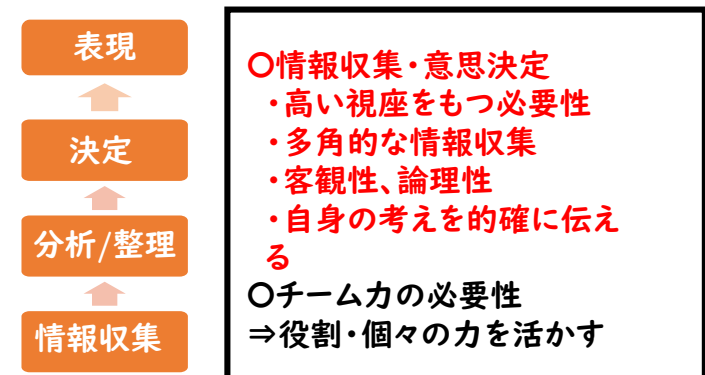 表現
決定
分析/整理
情報収集
〇情報収集・意思決定
・高い視座をもつ必要性
・多角的な情報収集
・客観性、論理性
・自身の考えを的確に伝え
る
〇チーム力の必要性
⇒役割・個々の力を活かす